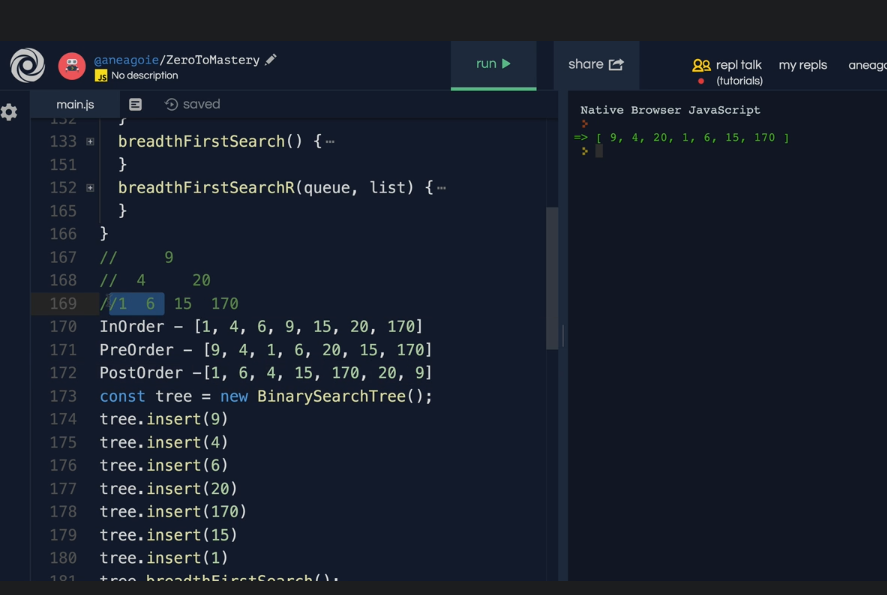 @aneagoie/ZeroToMastery
JS No description
run
share
repl talk
(tutorials)
my repls
aneago
main.js
saved
132 }
133 breadthFirstSearch() {
151 }
152 breadthFirstSearchR(queue, list) {
165 }
166 }
167 //     9
168 //  4     20
169 //1  6  15  170
170 InOrder - [1, 4, 6, 9, 15, 20, 170]
171 PreOrder - [9, 4, 1, 6, 20, 15, 170]
172 PostOrder -[1, 6, 4, 15, 170, 20, 9]
173 const tree = new BinarySearchTree();
174 tree.insert(9)
175 tree.insert(4)
176 tree.insert(6)
177 tree.insert(20)
178 tree.insert(170)
179 tree.insert(15)
180 tree.insert(1)
181 tree.breadthFirstSearch();
Native Browser JavaScript
=> [ 9, 4, 20, 1, 6, 15, 170 ]